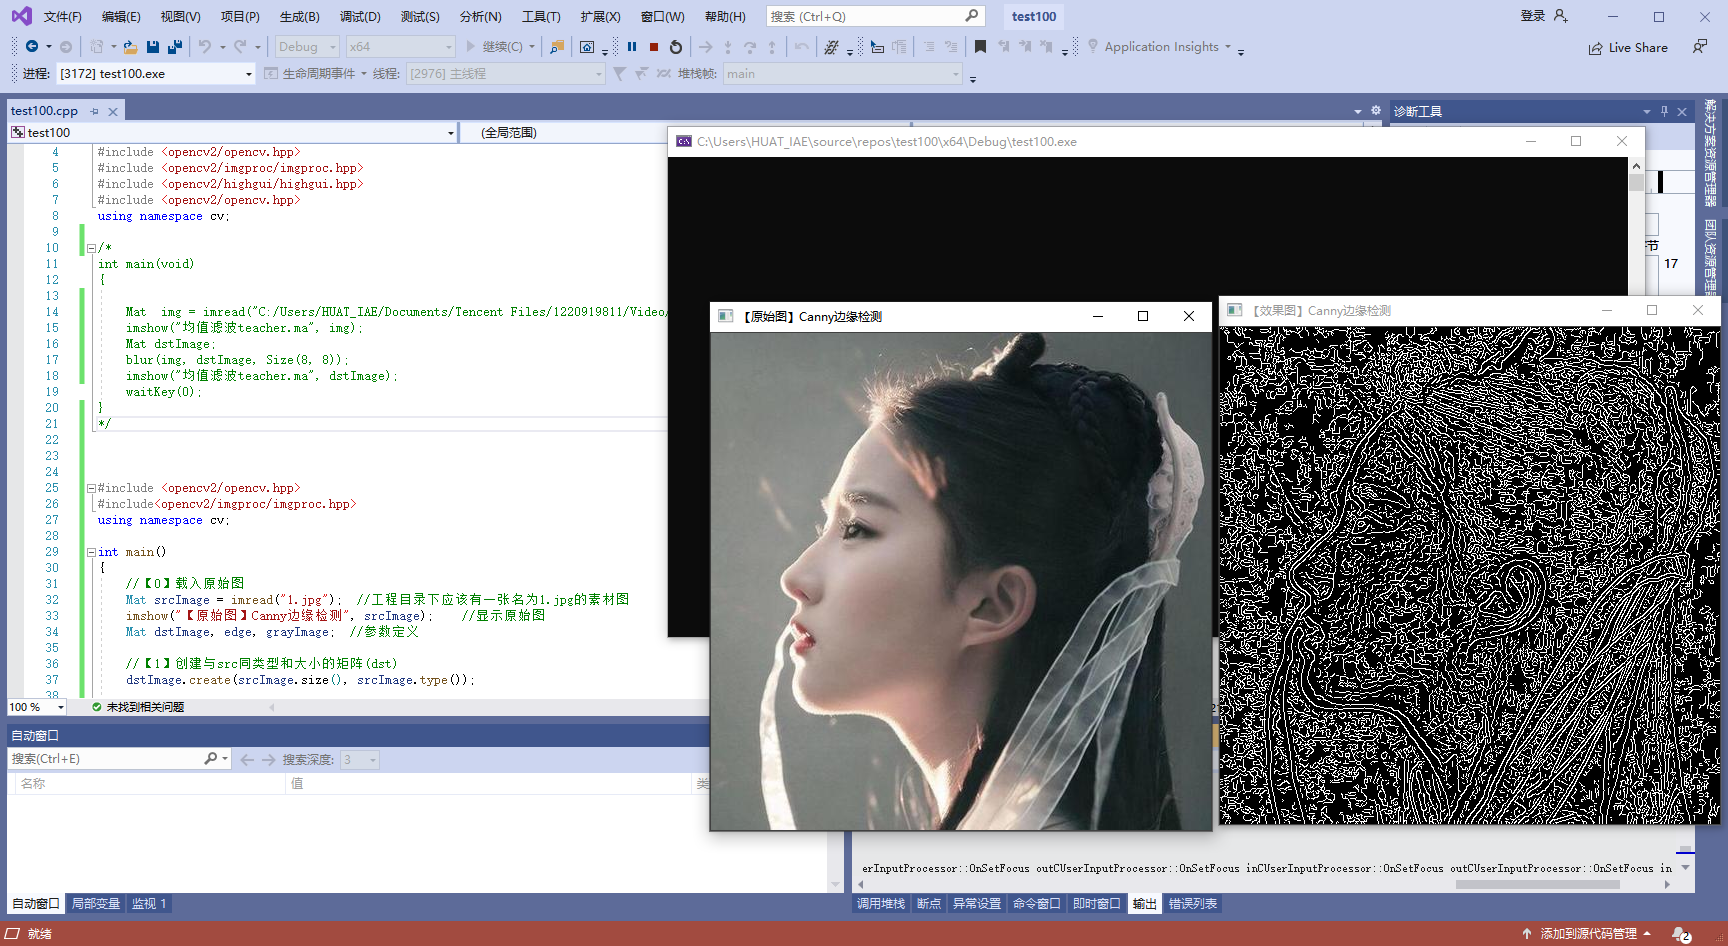 文件(F) 编辑(E) 视图(V) 项目(P) 生成(B) 调试(D) 测试(S) 分析(N) 工具(T) 扩展(X) 窗口(W) 帮助(H) 搜索 (Ctrl+Q) test100 登录
Debug x64 继续(C) Application Insights Live Share
进程: [3172] test100.exe 生命周期事件 线程: [2976] 主线程 堆栈帧: main
test100.cpp 诊断工具
test100 (全局范围)
C:\Users\HUAT_IAE\source\repos\test100\x64\Debug\test100.exe
解决方案资源管理器
团队资源管理器
4 #include <opencv2/opencv.hpp>
5 #include <opencv2/imgproc/imgproc.hpp>
6 #include <opencv2/highgui/highgui.hpp>
7 #include <opencv2/opencv.hpp>
8 using namespace cv;
9
10 /*
11 int main(void)
12 {
13
14 Mat  img = imread("C:/Users/HUAT_IAE/Documents/Tencent Files/1220919811/Video/
15 imshow("均值滤波teacher.ma", img);
16 Mat dstImage;
17 blur(img, dstImage, Size(8, 8));
18 imshow("均值滤波teacher.ma", dstImage);
19 waitKey(0);
20 }
21 */
22
23
24
25 #include <opencv2/opencv.hpp>
26 #include<opencv2/imgproc/imgproc.hpp>
27 using namespace cv;
28
29 int main()
30 {
31 //【0】载入原始图
32 Mat srcImage = imread("1.jpg");  //工程目录下应该有一张名为1.jpg的素材图
33 imshow("【原始图】Canny边缘检测", srcImage);    //显示原始图
34 Mat dstImage, edge, grayImage;  //参数定义
35
36 //【1】创建与src同类型和大小的矩阵(dst)
37 dstImage.create(srcImage.size(), srcImage.type());
38
节
17
【原始图】Canny边缘检测
【效果图】Canny边缘检测
100 % 未找到相关问题
自动窗口
搜索(Ctrl+E) 搜索深度: 3
名称 值 类
erInputProcessor::OnSetFocus outCUserInputProcessor::OnSetFocus inCUserInputProcessor::OnSetFocus outCUserInputProcessor::OnSetFocus in
自动窗口 局部变量 监视 1 调用堆栈 断点 异常设置 命令窗口 即时窗口 输出 错误列表
就绪 添加到源代码管理 2